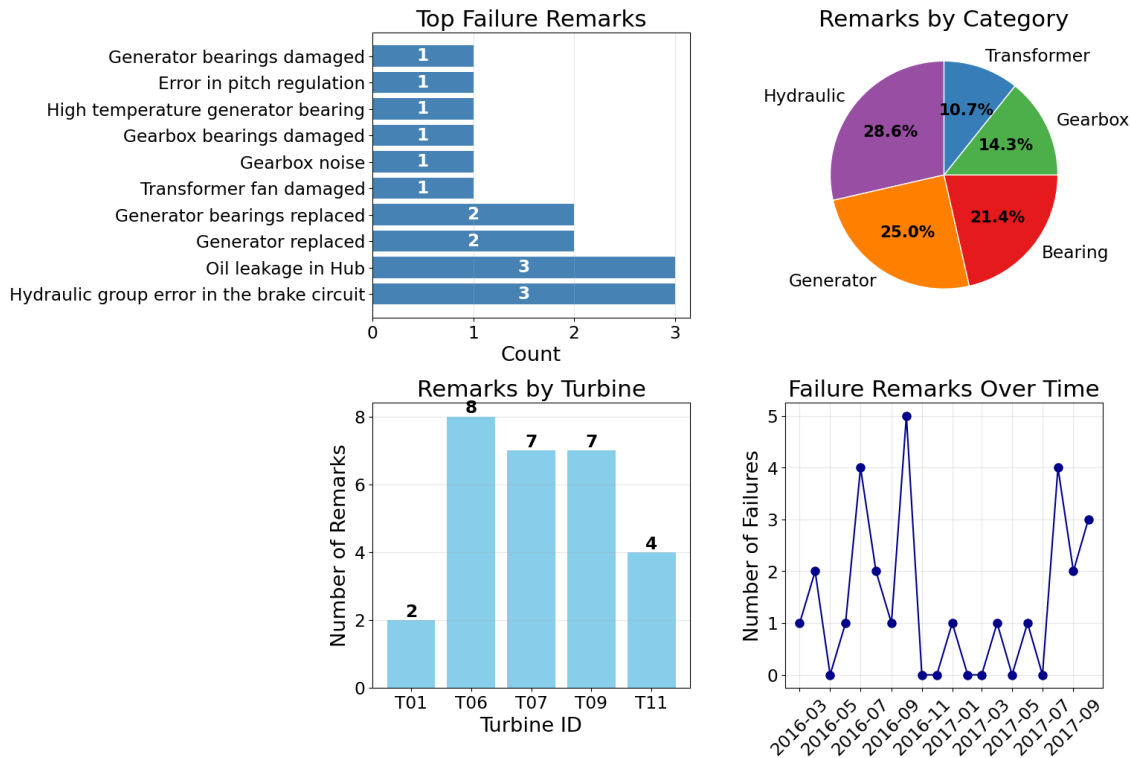 Top Failure Remarks
Generator bearings damaged
1
Error in pitch regulation
1
High temperature generator bearing
1
Gearbox bearings damaged
1
Gearbox noise
1
Transformer fan damaged
1
Generator bearings replaced
2
Generator replaced
2
Oil leakage in Hub
3
Hydraulic group error in the brake circuit
3
0 1 2 3
Count
Remarks by Category
Transformer
10.7%
Gearbox
14.3%
Hydraulic
28.6%
Generator
25.0%
Bearing
21.4%
Remarks by Turbine
Number of Remarks
8
6
4
2
0
2
8
7
7
4
T01 T06 T07 T09 T11
Turbine ID
Failure Remarks Over Time
Number of Failures
5
4
3
2
1
0
2016-03
2016-05
2016-07
2016-09
2016-11
2017-01
2017-03
2017-05
2017-07
2017-09